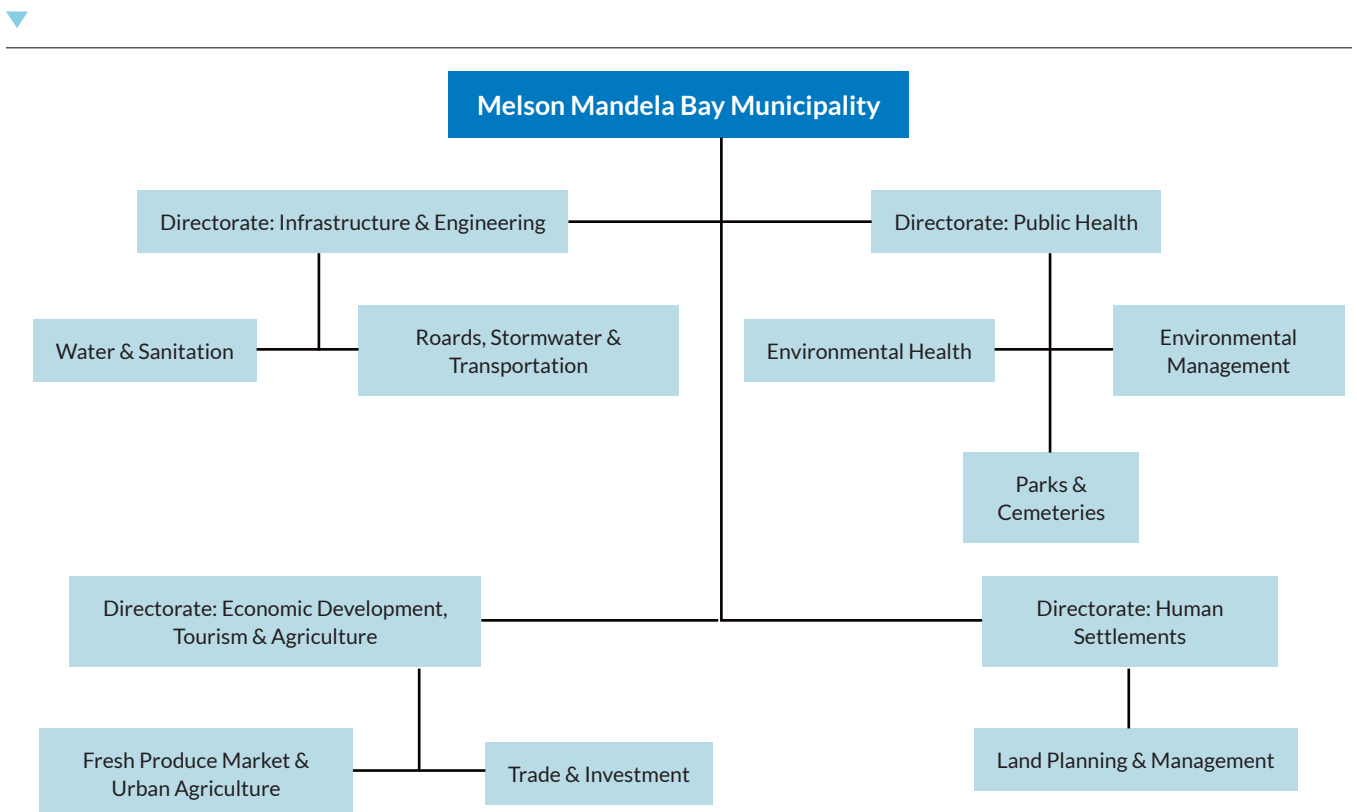 Melson Mandela Bay Municipality
Directorate: Infrastructure & Engineering
Directorate: Public Health
Water & Sanitation
Roards, Stormwater &
Transportation
Environmental Health
Environmental
Management
Parks &
Cemeteries
Directorate: Economic Development,
Tourism & Agriculture
Directorate: Human
Settlements
Fresh Produce Market &
Urban Agriculture
Trade & Investment
Land Planning & Management